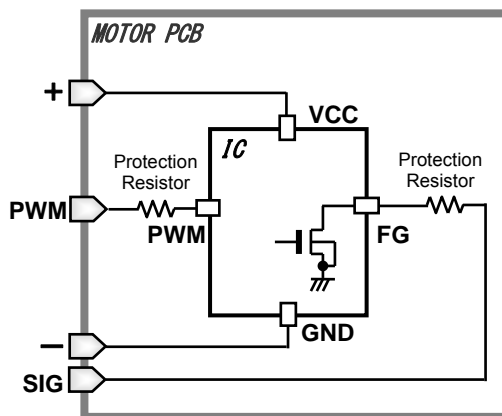 MOTOR PCB
+
VCC
IC
Protection
Resistor
Protection
Resistor
PWM
PWM
FG
GND
−
SIG